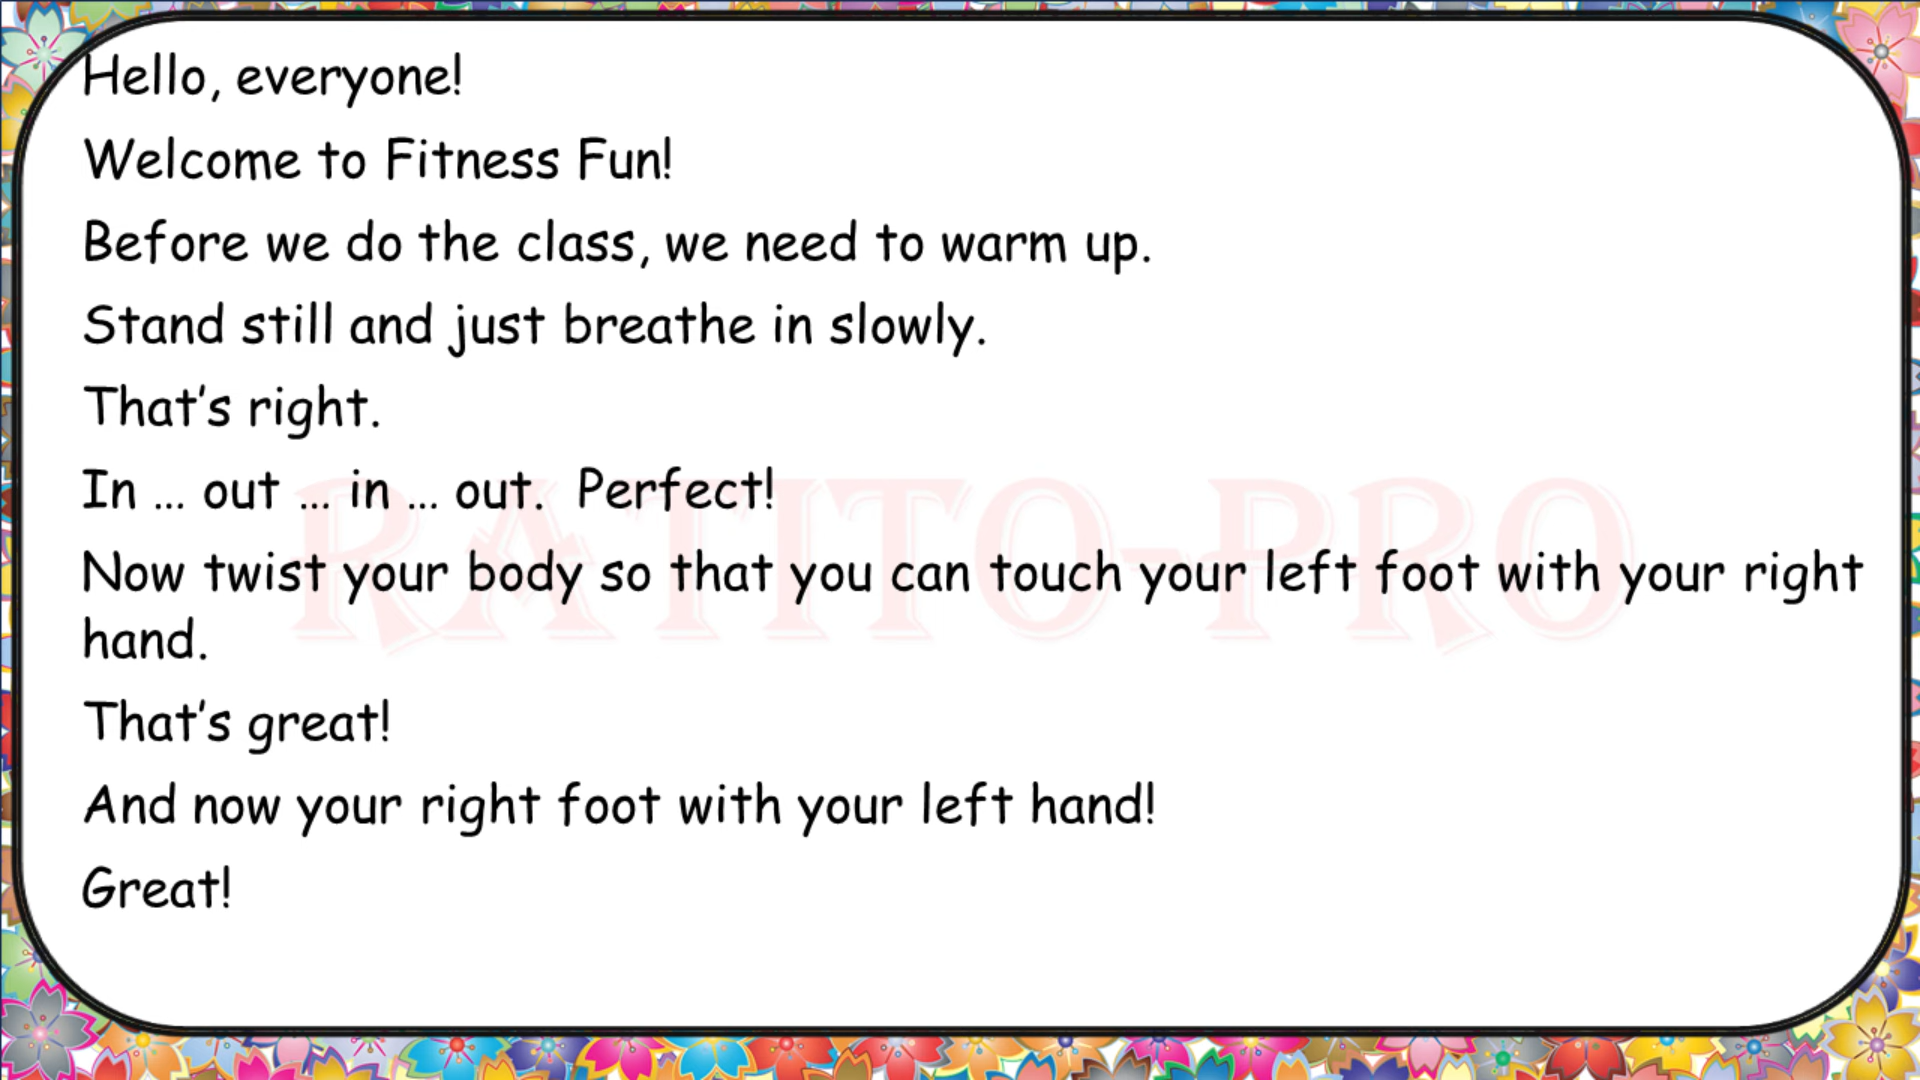 Hello, everyone!
Welcome to Fitness Fun!
Before we do the class, we need to warm up.
Stand still and just breathe in slowly.
That’s right.
In … out … in … out.  Perfect!
RATITO-PRO
Now twist your body so that you can touch your left foot with your right
hand.
That’s great!
And now your right foot with your left hand!
Great!